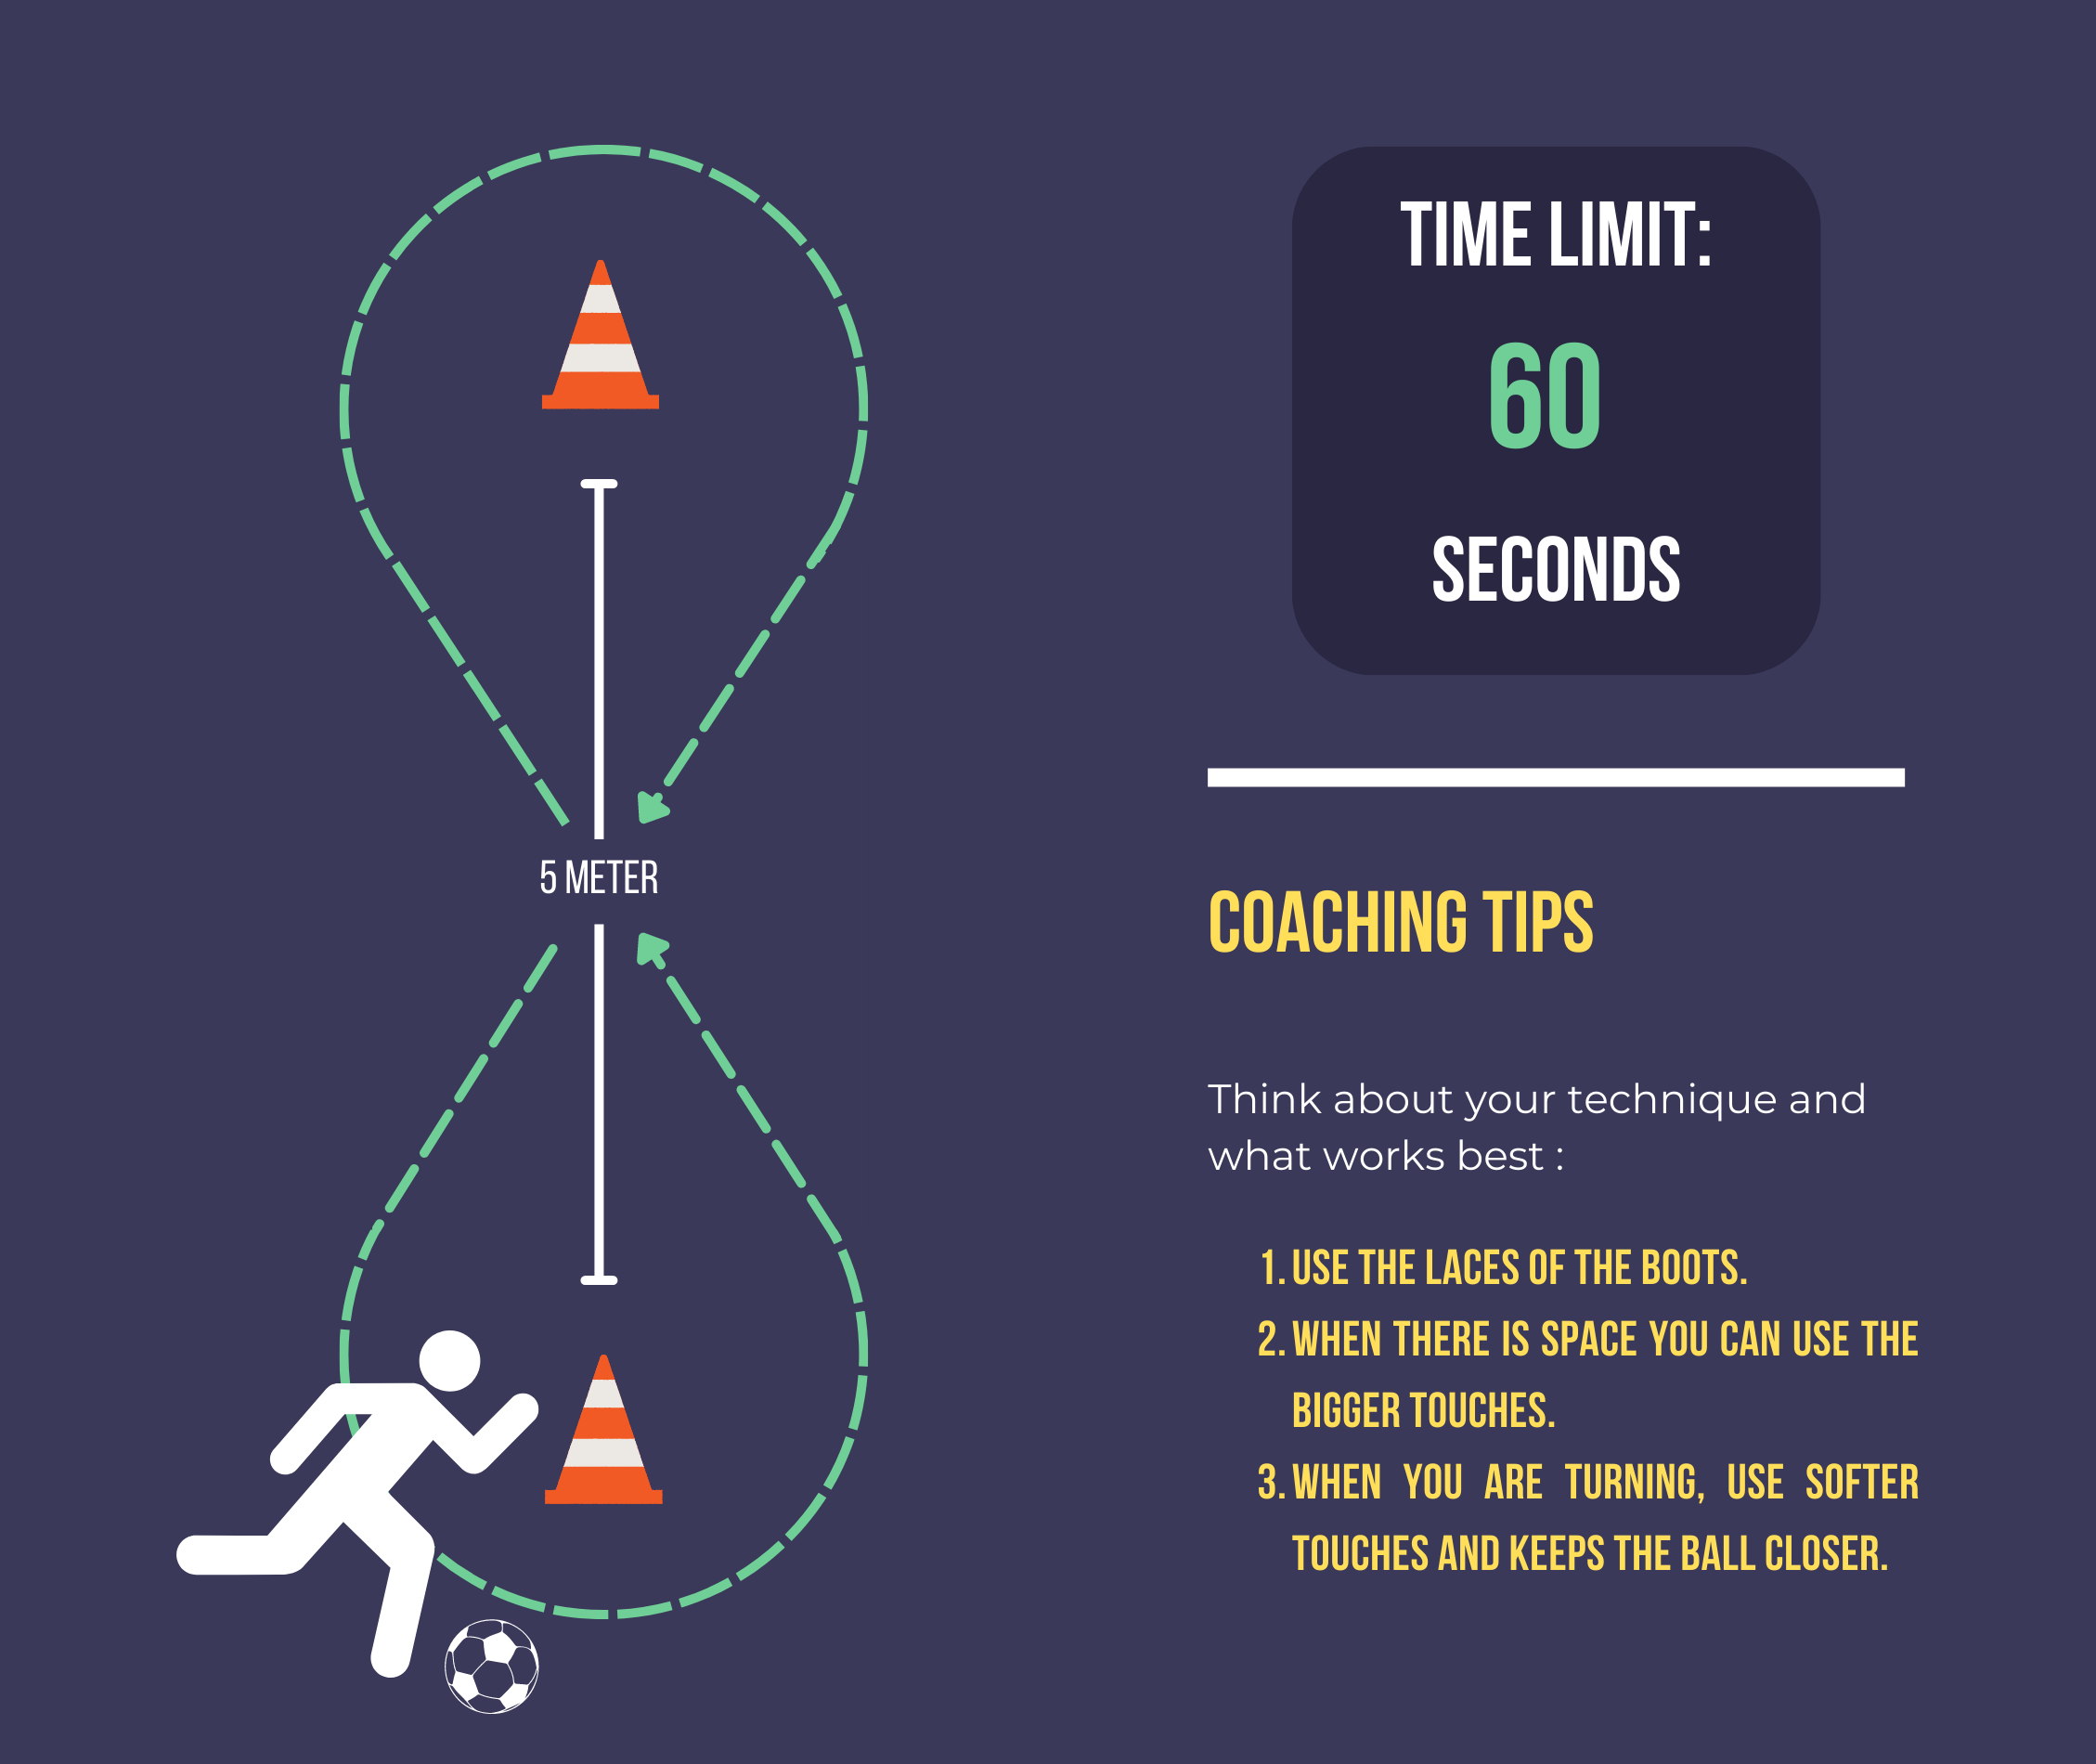 TIME LIMIT:
60
SECONDS
5 METER
COACHING TIPS
Think about your technique and
what works best :
1. USE THE LACES OF THE BOOTS.
2. WHEN THERE IS SPACE YOU CAN USE THE
BIGGER TOUCHES.
3. WHEN YOU ARE TURNING, USE SOFTER
TOUCHES AND KEEPS THE BALL CLOSER.